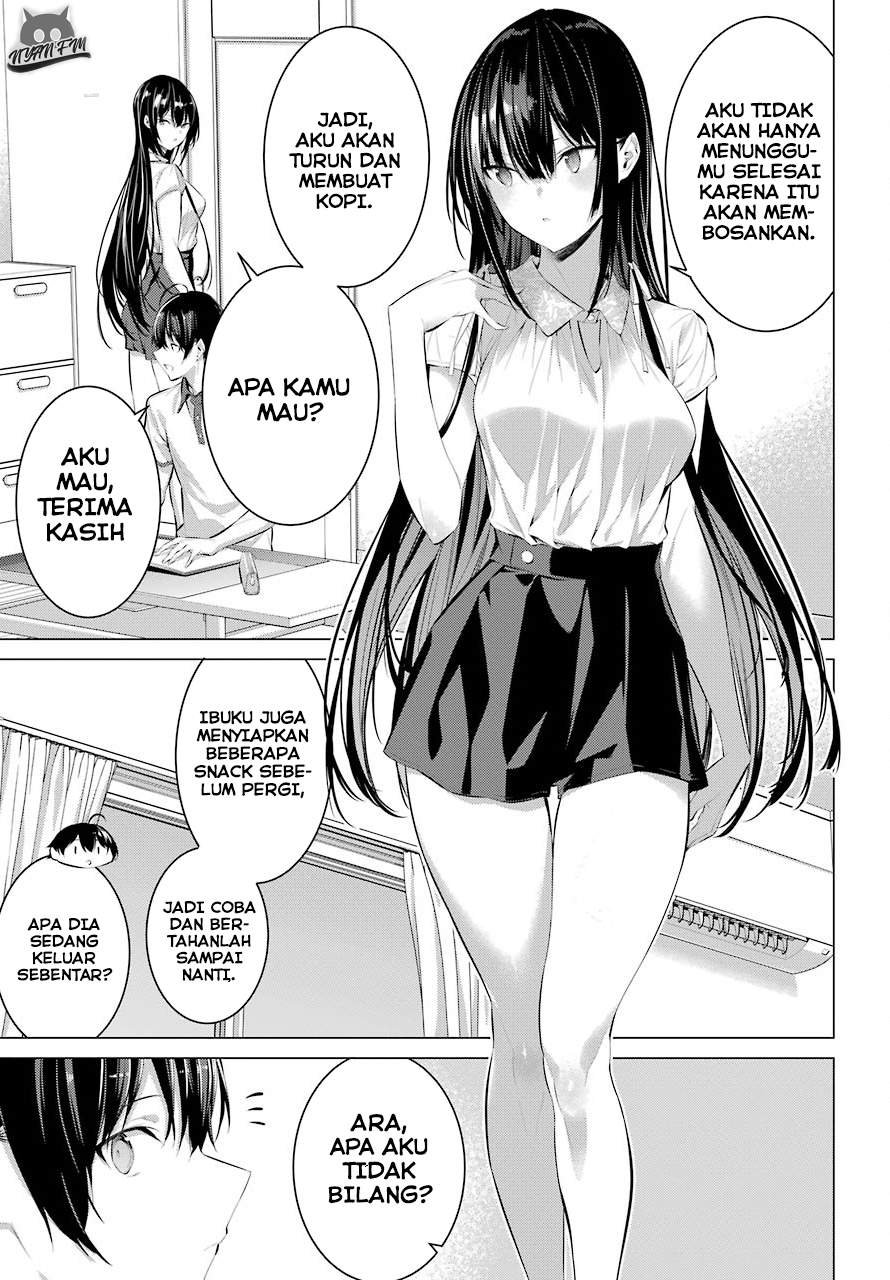 NYAN FM
AKU TIDAK
AKAN HANYA
MENUNGGU-
MU SELESAI
KARENA ITU
AKAN MEM-
BOSANKAN.
JADI,
AKU AKAN
TURUN DAN
MEMBUAT
KOPI.
APA KAMU
MAU?
AKU
MAU,
TERIMA
KASIH
IBUKU JUGA
MENYIAPKAN
BEBERAPA
SNACK SEBE-
LUM PERGI,
JADI COBA
DAN BER-
TAHANLAH
SAMPAI
NANTI.
APA DIA
SEDANG
KELUAR
SEBENTAR?
ARA,
APA AKU
TIDAK
BILANG?